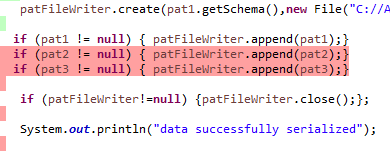 patFileWriter.create(pat1.getSchema(),new File("C://A
if (pat1 != null) { patFileWriter.append(pat1);}
if (pat2 != null) { patFileWriter.append(pat2);}
if (pat3 != null) { patFileWriter.append(pat3);}
if (patFileWriter!=null) {patFileWriter.close();};
System.out.println("data successfully serialized");